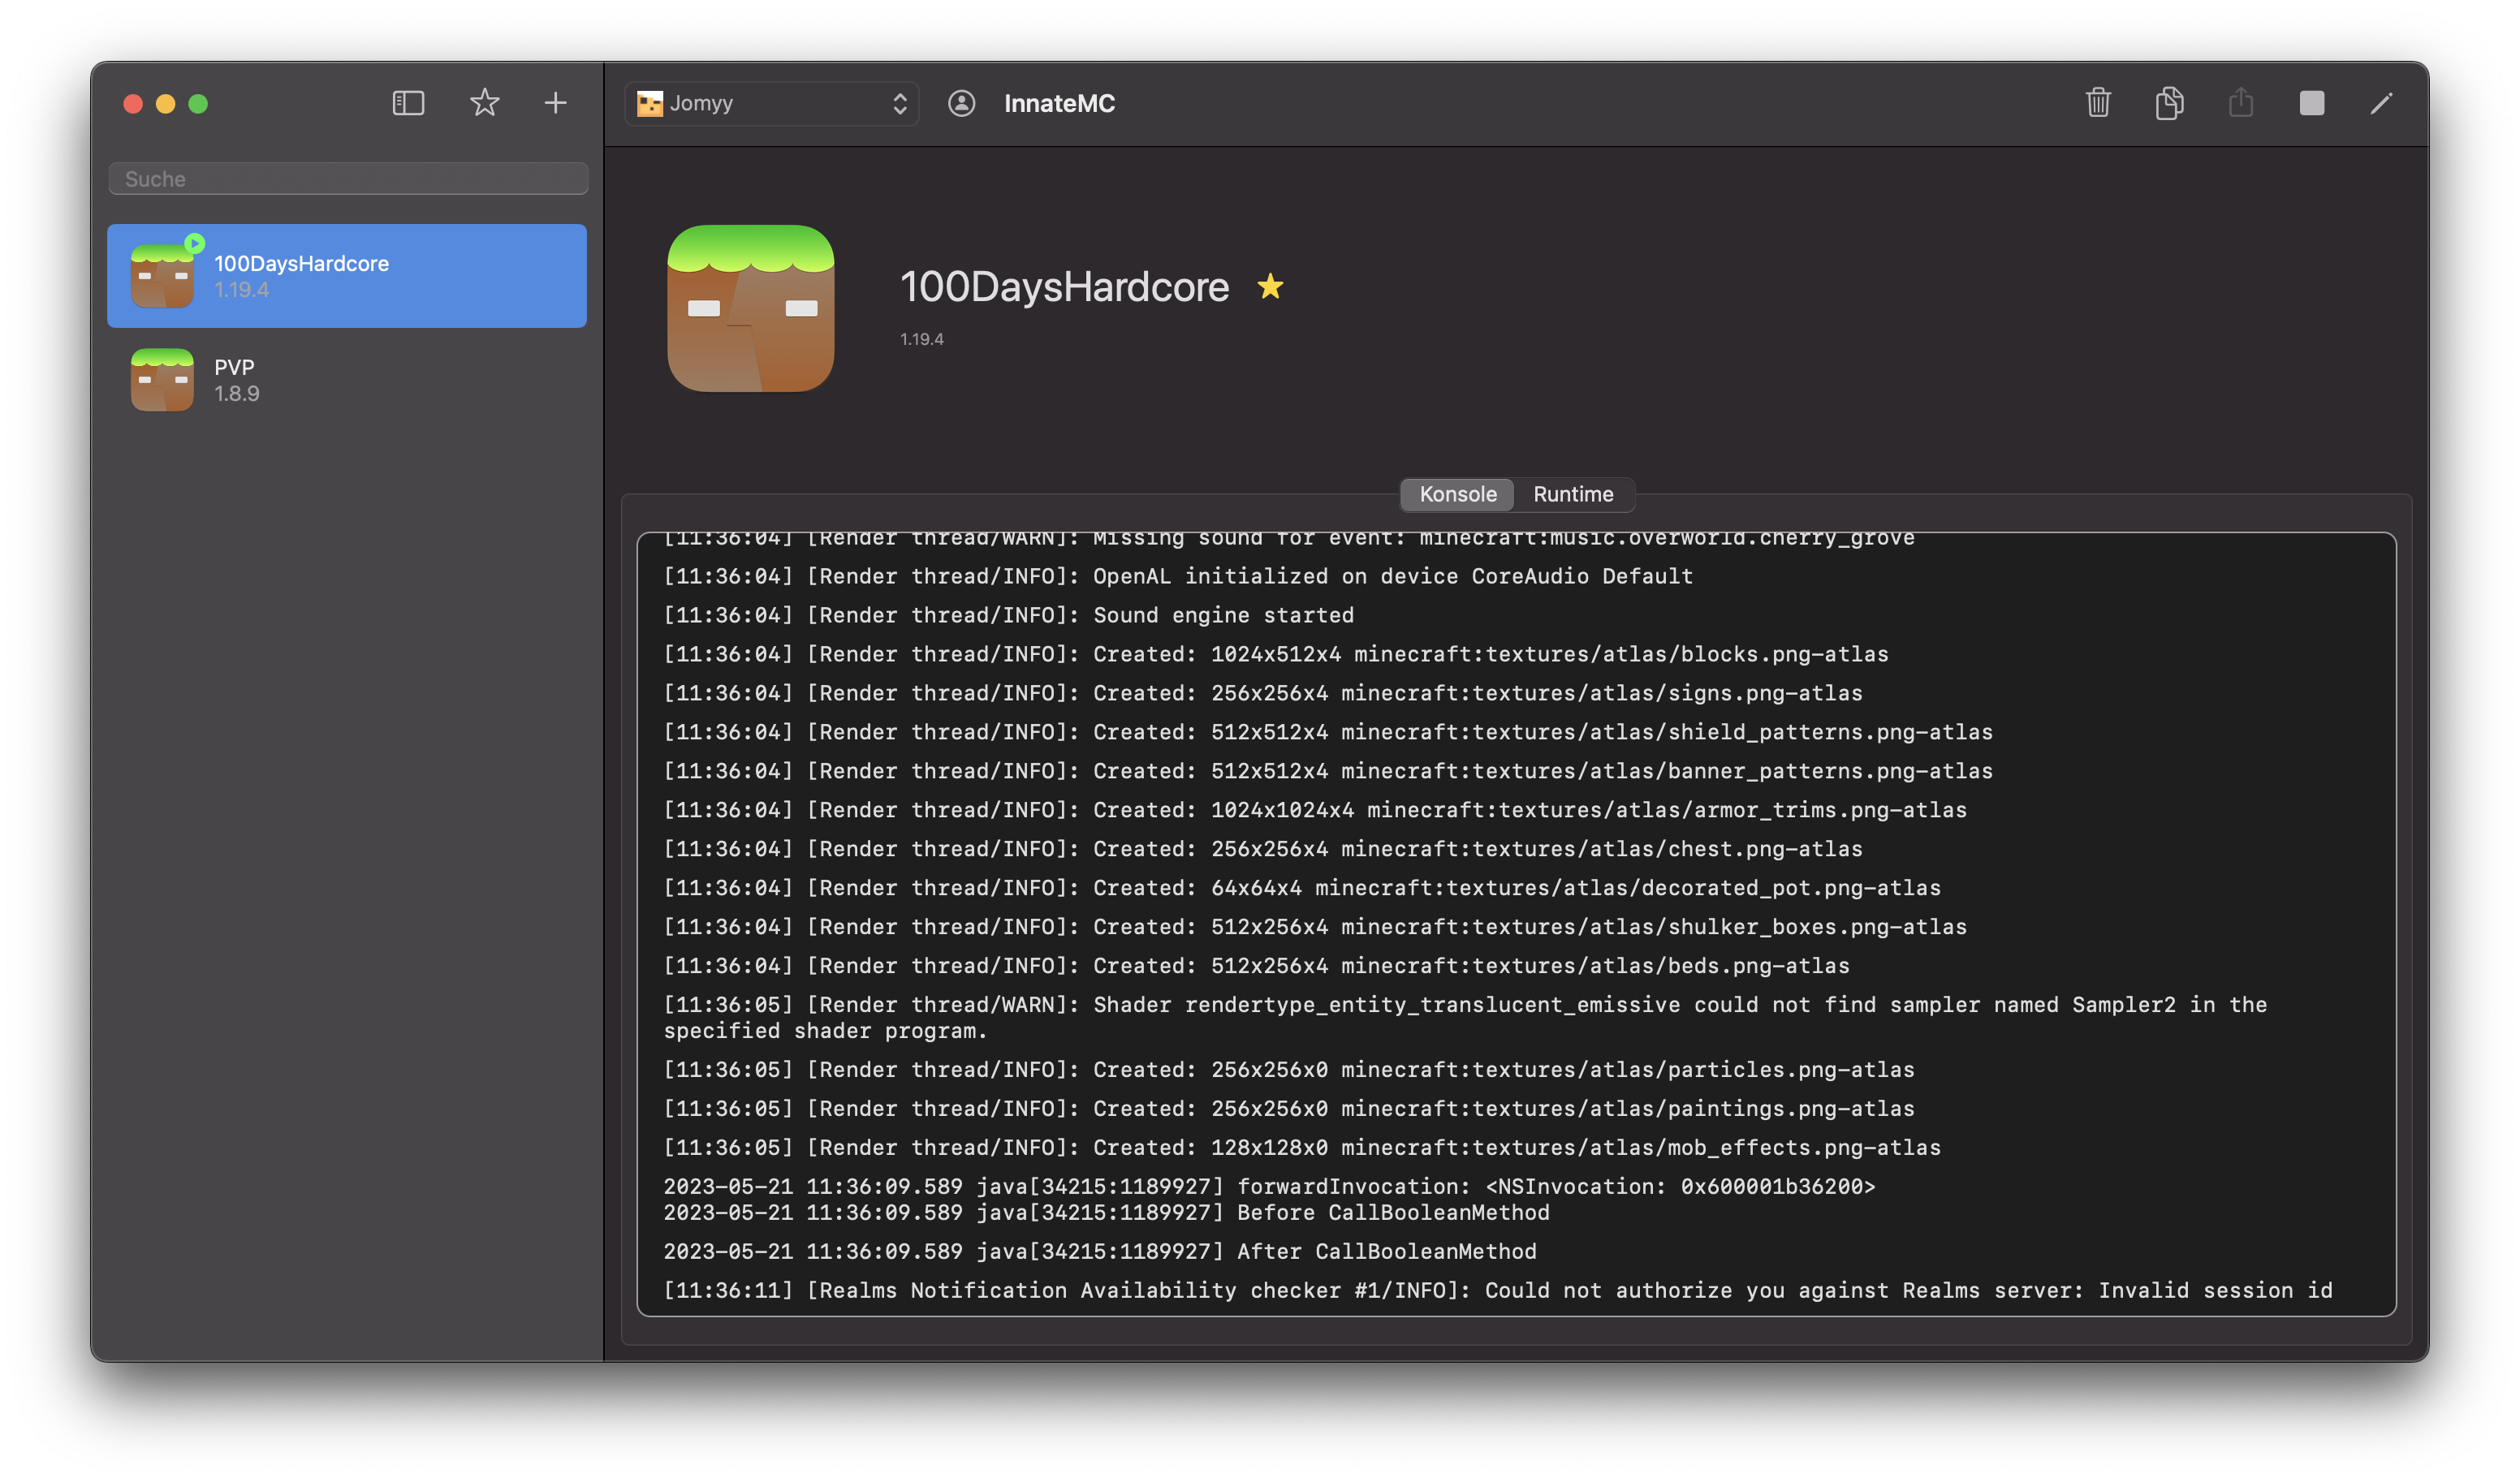 Jomyy
InnateMC
Suche
100DaysHardcore
1.19.4
PVP
1.8.9
100DaysHardcore
1.19.4
Konsole
Runtime
[11:36:04] [Render thread/WARN]: Missing sound for event: minecraft:music.overworld.cherry_grove
[11:36:04] [Render thread/INFO]: OpenAL initialized on device CoreAudio Default
[11:36:04] [Render thread/INFO]: Sound engine started
[11:36:04] [Render thread/INFO]: Created: 1024x512x4 minecraft:textures/atlas/blocks.png-atlas
[11:36:04] [Render thread/INFO]: Created: 256x256x4 minecraft:textures/atlas/signs.png-atlas
[11:36:04] [Render thread/INFO]: Created: 512x512x4 minecraft:textures/atlas/shield_patterns.png-atlas
[11:36:04] [Render thread/INFO]: Created: 512x512x4 minecraft:textures/atlas/banner_patterns.png-atlas
[11:36:04] [Render thread/INFO]: Created: 1024x1024x4 minecraft:textures/atlas/armor_trims.png-atlas
[11:36:04] [Render thread/INFO]: Created: 256x256x4 minecraft:textures/atlas/chest.png-atlas
[11:36:04] [Render thread/INFO]: Created: 64x64x4 minecraft:textures/atlas/decorated_pot.png-atlas
[11:36:04] [Render thread/INFO]: Created: 512x256x4 minecraft:textures/atlas/shulker_boxes.png-atlas
[11:36:04] [Render thread/INFO]: Created: 512x256x4 minecraft:textures/atlas/beds.png-atlas
[11:36:05] [Render thread/WARN]: Shader rendertype_entity_translucent_emissive could not find sampler named Sampler2 in the
specified shader program.
[11:36:05] [Render thread/INFO]: Created: 256x256x0 minecraft:textures/atlas/particles.png-atlas
[11:36:05] [Render thread/INFO]: Created: 256x256x0 minecraft:textures/atlas/paintings.png-atlas
[11:36:05] [Render thread/INFO]: Created: 128x128x0 minecraft:textures/atlas/mob_effects.png-atlas
2023-05-21 11:36:09.589 java[34215:1189927] forwardInvocation: <NSInvocation: 0x600001b36200>
2023-05-21 11:36:09.589 java[34215:1189927] Before CallBooleanMethod
2023-05-21 11:36:09.589 java[34215:1189927] After CallBooleanMethod
[11:36:11] [Realms Notification Availability checker #1/INFO]: Could not authorize you against Realms server: Invalid session id